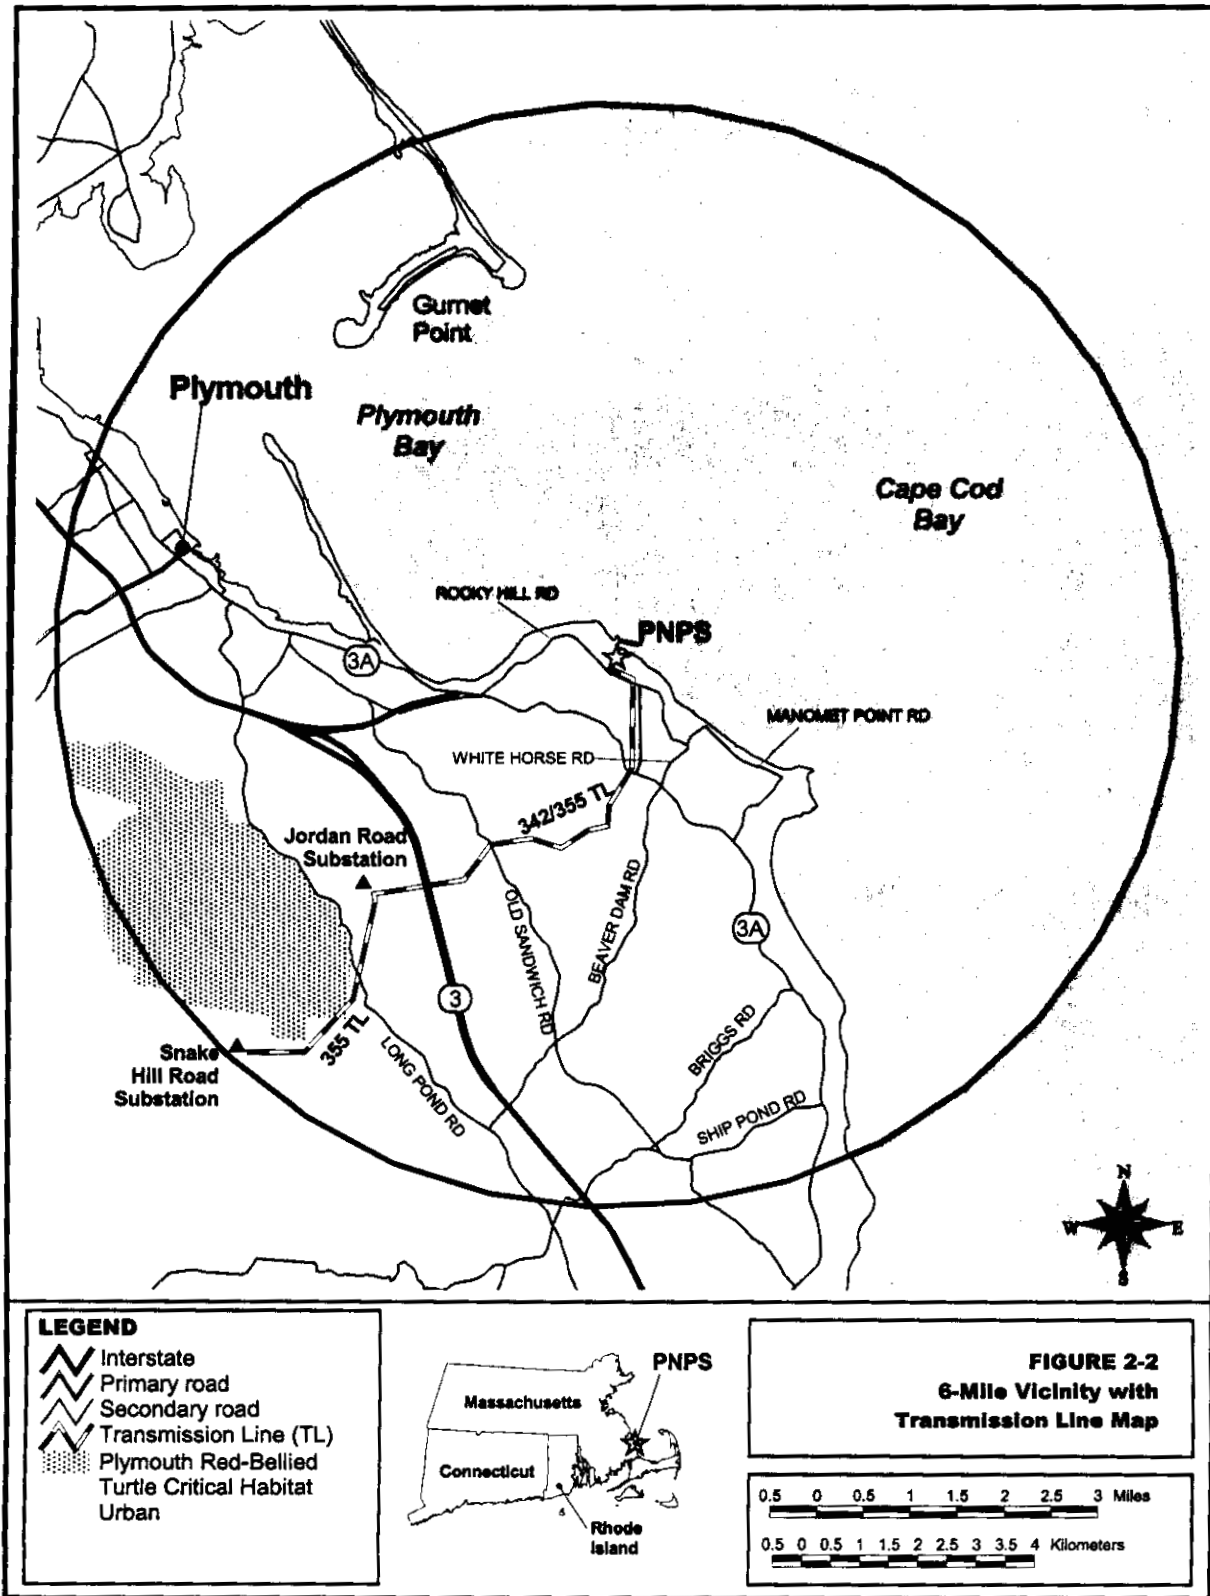 Gurnet
Point
Plymouth
Plymouth
Bay
Cape Cod
Bay
ROCKY HILL RD
PNPS
3A
MANOMET POINT RD
WHITE HORSE RD
342/355 TL
Jordan Road
Substation
OLD SANDWICH RD
BEAVER DAM RD
3A
3
355 TL
LONG POND RD
BRIGGS RD
SHIP POND RD
Snake
Hill Road
Substation
N
W
E
S
LEGEND
Interstate
Primary road
Secondary road
Transmission Line (TL)
Plymouth Red-Bellied
Turtle Critical Habitat
Urban
PNPS
Massachusetts
Connecticut
Rhode
Island
FIGURE 2-2
6-Mile Vicinity with
Transmission Line Map
0.5 0 0.5 1 1.5 2 2.5 3 Miles
0.5 0 0.5 1 1.5 2 2.5 3 3.5 4 Kilometers